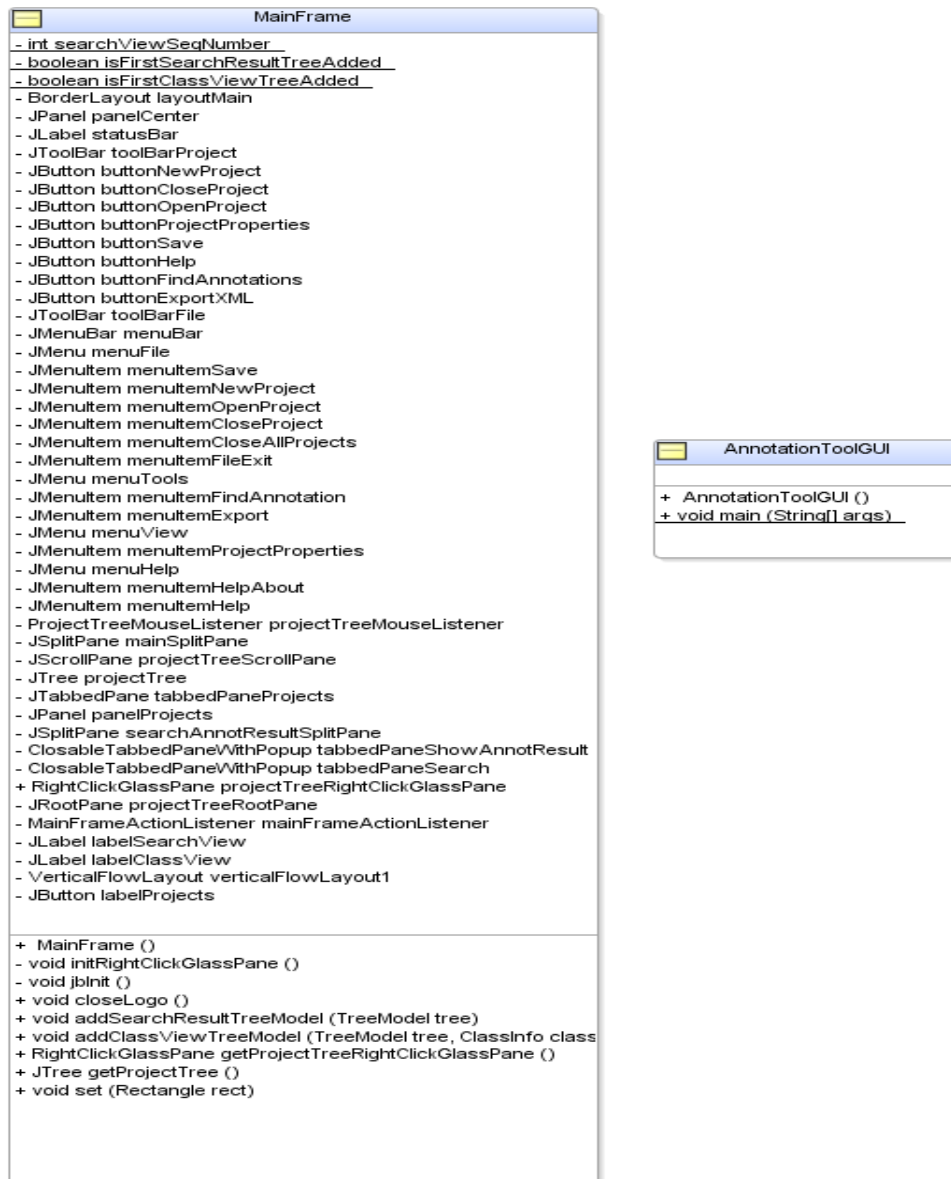 MainFrame
- int searchViewSeqNumber
- boolean isFirstSearchResultTreeAdded
- boolean isFirstClassViewTreeAdded
- BorderLayout layoutMain
- JPanel panelCenter
- JLabel statusBar
- JToolBar toolBarProject
- JButton buttonNewProject
- JButton buttonCloseProject
- JButton buttonOpenProject
- JButton buttonProjectProperties
- JButton buttonSave
- JButton buttonHelp
- JButton buttonFindAnnotations
- JButton buttonExportXML
- JToolBar toolBarFile
- JMenuBar menuBar
- JMenu menuFile
- JMenuItem menuItemSave
- JMenuItem menuItemNewProject
- JMenuItem menuItemOpenProject
- JMenuItem menuItemCloseProject
- JMenuItem menuItemCloseAllProjects
- JMenuItem menuItemFileExit
- JMenu menuTools
- JMenuItem menuItemFindAnnotation
- JMenuItem menuItemExport
- JMenu menuView
- JMenuItem menuItemProjectProperties
- JMenu menuHelp
- JMenuItem menuItemHelpAbout
- JMenuItem menuItemHelp
- ProjectTreeMouseListener projectTreeMouseListener
- JSplitPane mainSplitPane
- JScrollPane projectTreeScrollPane
- JTree projectTree
- JTabbedPane tabbedPaneProjects
- JPanel panelProjects
- JSplitPane searchAnnotResultSplitPane
- ClosableTabbedPaneWithPopup tabbedPaneShowAnnotResult
- ClosableTabbedPaneWithPopup tabbedPaneSearch
+ RightClickGlassPane projectTreeRightClickGlassPane
- JRootPane projectTreeRootPane
- MainFrameActionListener mainFrameActionListener
- JLabel labelSearchView
- JLabel labelClassView
- VerticalFlowLayout verticalFlowLayout1
- JButton labelProjects
+ MainFrame ()
- void initRightClickGlassPane ()
- void jbInit ()
+ void closeLogo ()
+ void addSearchResultTreeModel (TreeModel tree)
+ void addClassViewTreeModel (TreeModel tree, ClassInfo class
+ RightClickGlassPane getProjectTreeRightClickGlassPane ()
+ JTree getProjectTree ()
+ void set (Rectangle rect)
AnnotationToolGUI
+ AnnotationToolGUI ()
+ void main (String[] args)